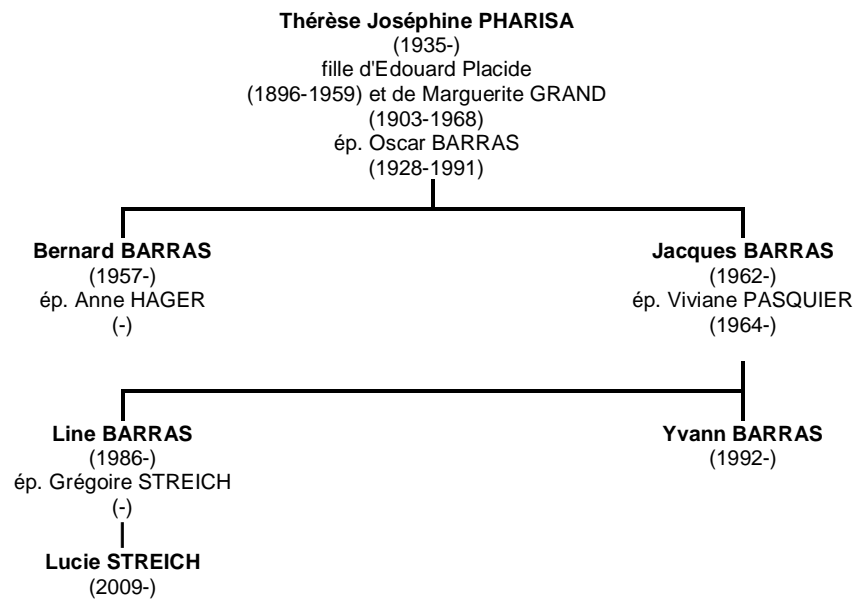 Thérèse Joséphine PHARISA
(1935-)
fille d'Edouard Placide
(1896-1959) et de Marguerite GRAND
(1903-1968)
ép. Oscar BARRAS
(1928-1991)
Bernard BARRAS
(1957-)
ép. Anne HAGER
(-)
Jacques BARRAS
(1962-)
ép. Viviane PASQUIER
(1964-)
Line BARRAS
(1986-)
ép. Grégoire STREICH
(-)
Yvann BARRAS
(1992-)
Lucie STREICH
(2009-)